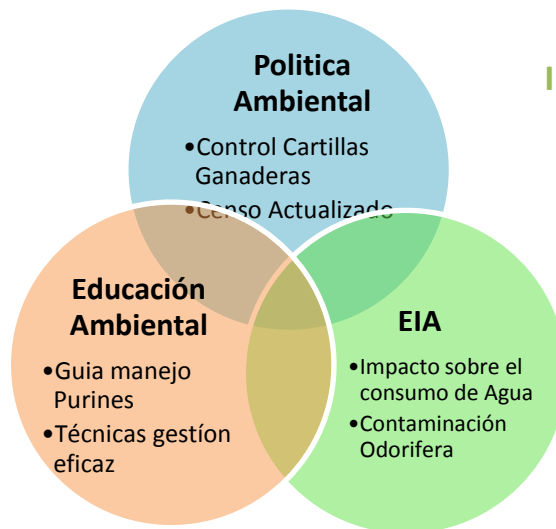 Politica
Ambiental
•Control Cartillas
Ganaderas
•Censo Actualizado
Educación
Ambiental
•Guia manejo
Purines
•Técnicas gestíon
eficaz
EIA
•Impacto sobre el
consumo de Agua
•Contaminación
Odorifera